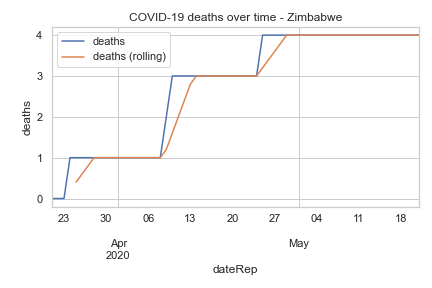 COVID-19 deaths over time - Zimbabwe
deaths
deaths (rolling)
deaths
4
3
2
1
0
23 30 06 13 20 27 04 11 18
Apr May
2020
dateRep